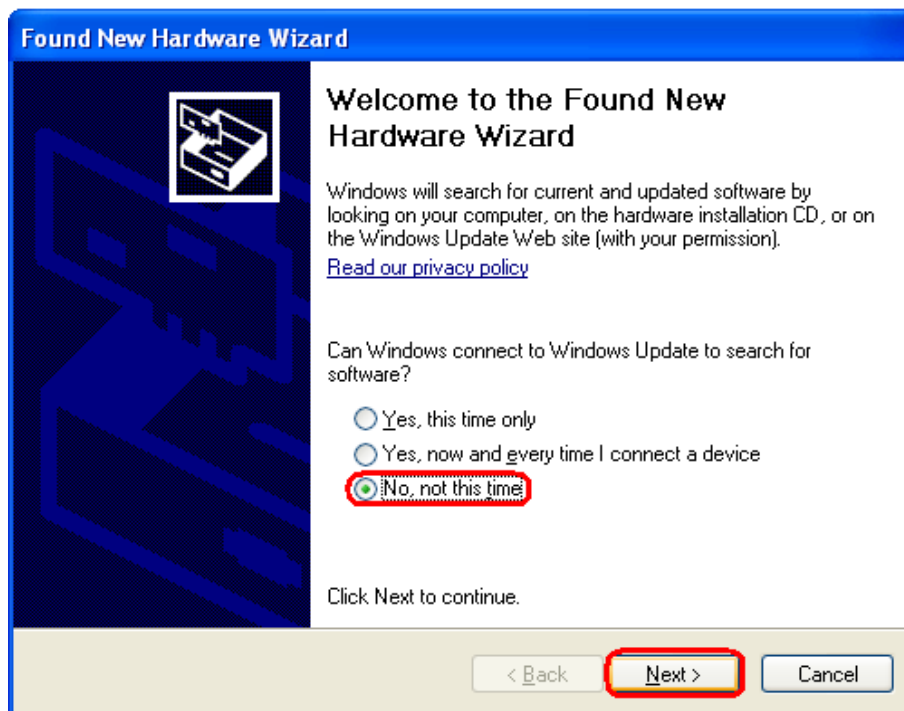 Found New Hardware Wizard
Welcome to the Found New
Hardware Wizard
Windows will search for current and updated software by
looking on your computer, on the hardware installation CD, or on
the Windows Update Web site (with your permission).
Read our privacy policy
Can Windows connect to Windows Update to search for
software?
Yes, this time only
Yes, now and every time I connect a device
No, not this time
Click Next to continue.
< Back
Next >
Cancel